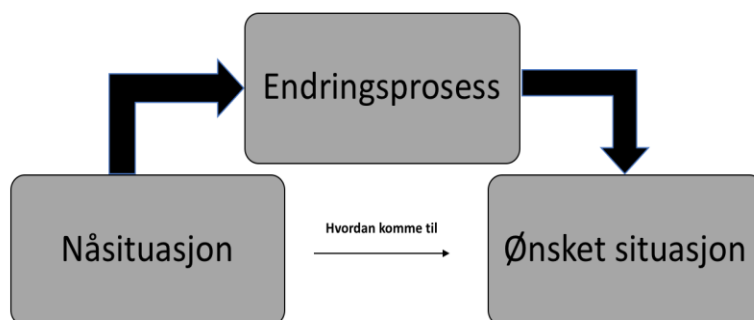 Endringsprosess
Nåsituasjon
Hvordan komme til
Ønsket situasjon